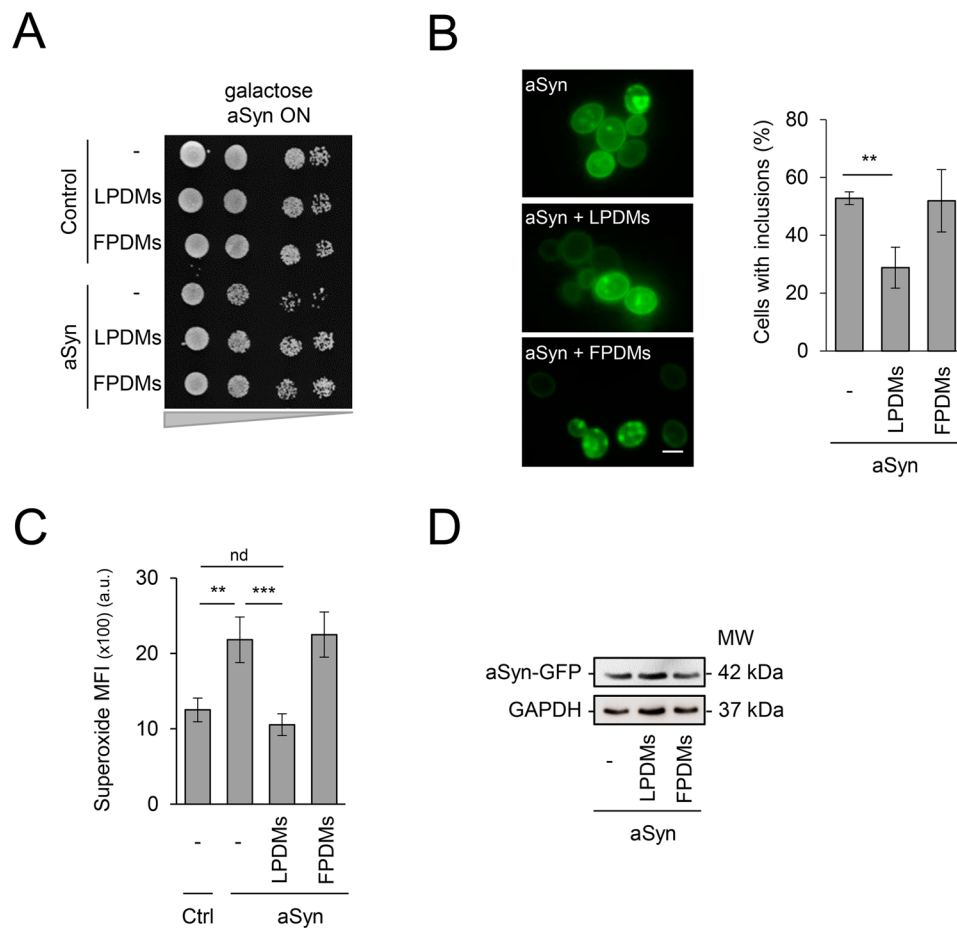 A
galactose
aSyn ON
Control
-
LPDMs
FPDMs
aSyn
-
LPDMs
FPDMs
B
aSyn
aSyn + LPDMs
aSyn + FPDMs
Cells with inclusions (%)
80
60
40
20
0
**
-
LPDMs
FPDMs
aSyn
C
Superoxide MFI (x100) (a.u.)
30
20
10
0
nd
** ***
- - LPDMs FPDMs
Ctrl aSyn
D
MW
aSyn-GFP - 42 kDa
GAPDH - 37 kDa
- LPDMs FPDMs
aSyn